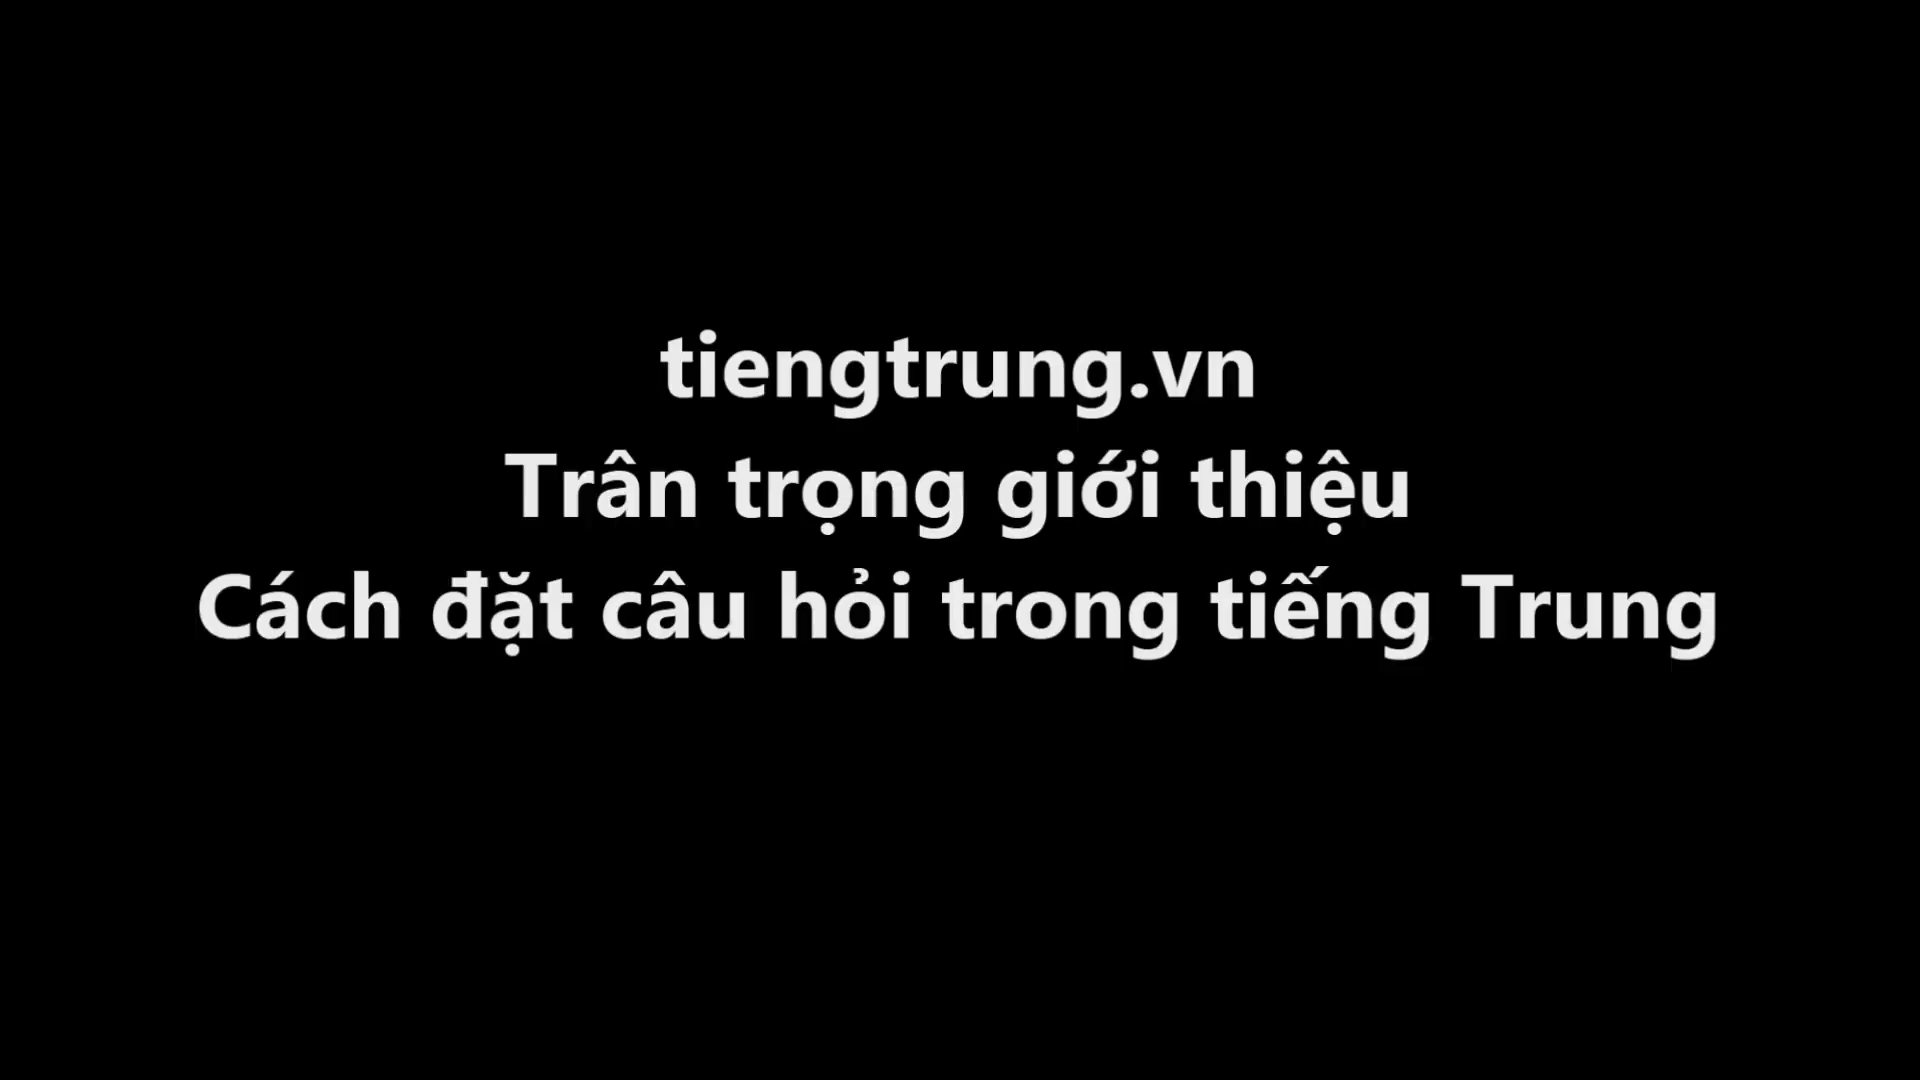 tiengtrung.vn
Trân trọng giới thiệu
Cách đặt câu hỏi trong tiếng Trung